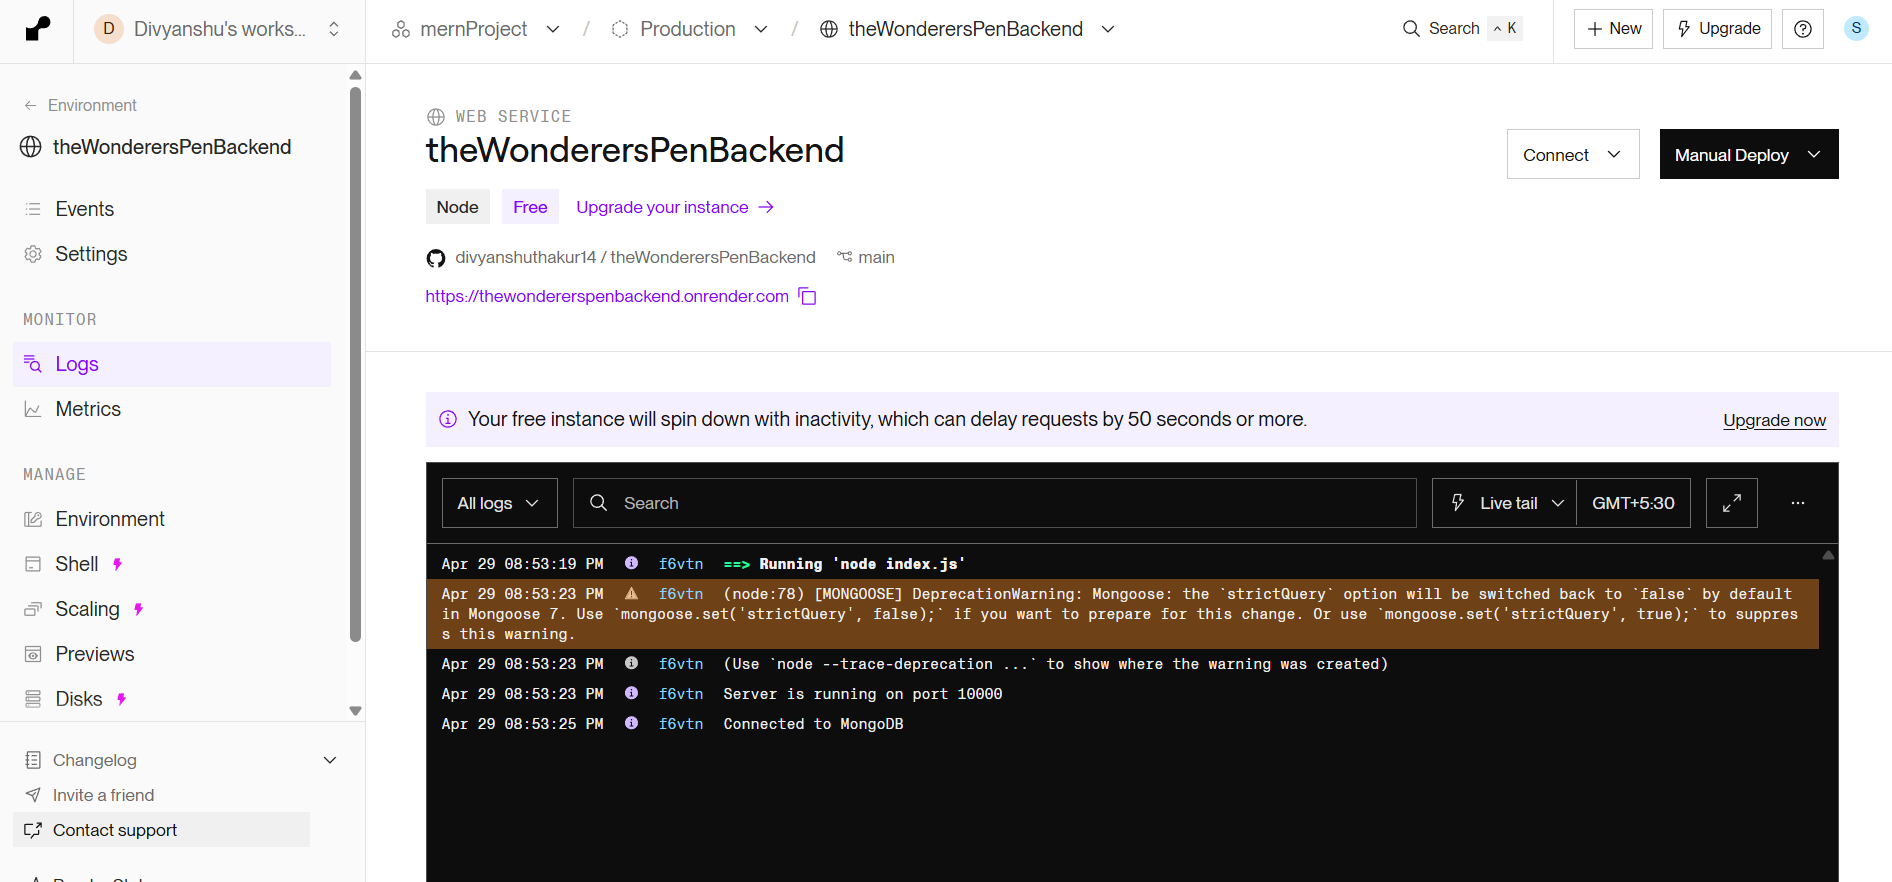 D Divyanshu's works...
mernProject / Production / theWonderersPenBackend
Search ^ K
+ New
Upgrade
S
Environment
theWonderersPenBackend
Events
Settings
MONITOR
Logs
Metrics
MANAGE
Environment
Shell
Scaling
Previews
Disks
Changelog
Invite a friend
Contact support
WEB SERVICE
theWonderersPenBackend
Connect
Manual Deploy
Node Free Upgrade your instance →
divyanshuthakur14 / theWonderersPenBackend main
https://thewondererspenbackend.onrender.com
Your free instance will spin down with inactivity, which can delay requests by 50 seconds or more.
Upgrade now
All logs
Search
Live tail
GMT+5:30
...
Apr 29 08:53:19 PM f6vtn ==> Running 'node index.js'
Apr 29 08:53:23 PM f6vtn (node:78) [MONGOOSE] DeprecationWarning: Mongoose: the `strictQuery` option will be switched back to `false` by default
in Mongoose 7. Use `mongoose.set('strictQuery', false);` if you want to prepare for this change. Or use `mongoose.set('strictQuery', true);` to suppres
s this warning.
Apr 29 08:53:23 PM f6vtn (Use `node --trace-deprecation ...` to show where the warning was created)
Apr 29 08:53:23 PM f6vtn Server is running on port 10000
Apr 29 08:53:25 PM f6vtn Connected to MongoDB